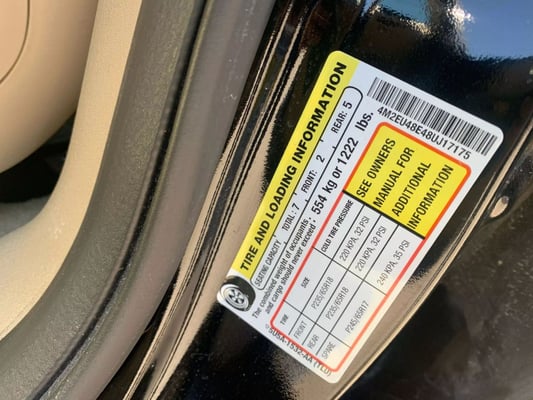 TIRE AND LOADING INFORMATION
SEATING CAPACITY TOTAL: 7 FRONT: 2 REAR: 5
The combined weight of occupants and cargo should never exceed: 554 kg or 1222 lbs.
TIRE SIZE COLD TIRE PRESSURE
FRONT P235/65R18 220 KPA, 32 PSI
REAR P235/65R18 220 KPA, 32 PSI
SPARE P245/65R17 240 KPA, 35 PSI
SEE OWNERS
MANUAL FOR
ADDITIONAL
INFORMATION
4M2EU48E48UJ17175